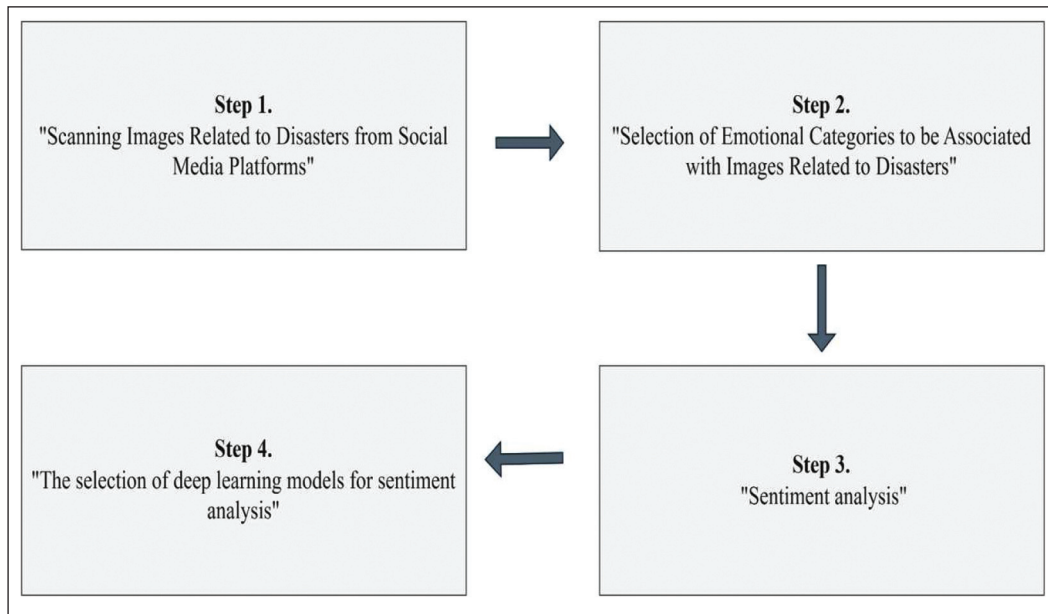 Step 1.
"Scanning Images Related to Disasters from Social
Media Platforms"
Step 2.
"Selection of Emotional Categories to be Associated
with Images Related to Disasters"
Step 3.
"Sentiment analysis"
Step 4.
"The selection of deep learning models for sentiment
analysis"